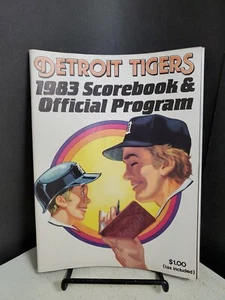 DETROIT TIGERS
1983 Scorebook &
Official Program
$1.00
(tax included)